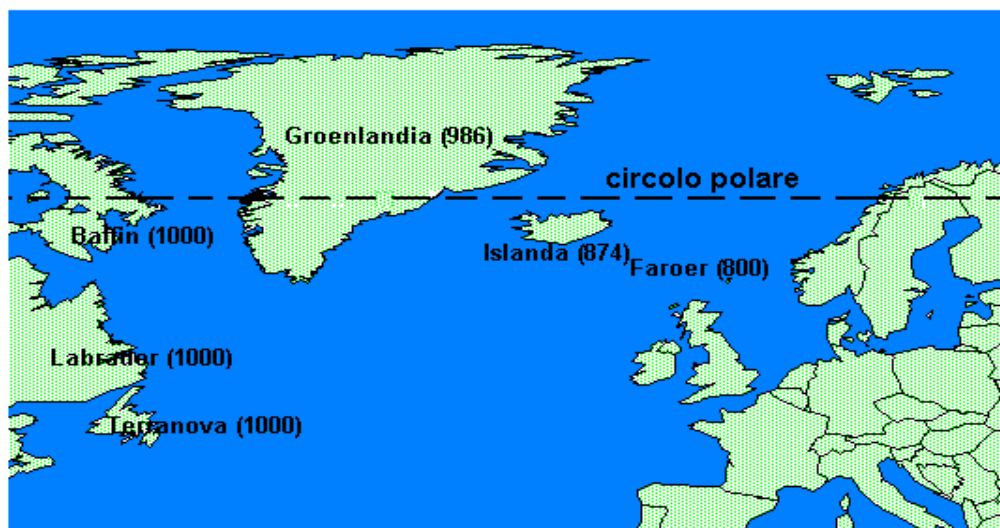 Groenlandia (986)
circolo polare
Baffin (1000)
Islanda (874)
Faroer (800)
Labrador (1000)
Terranova (1000)